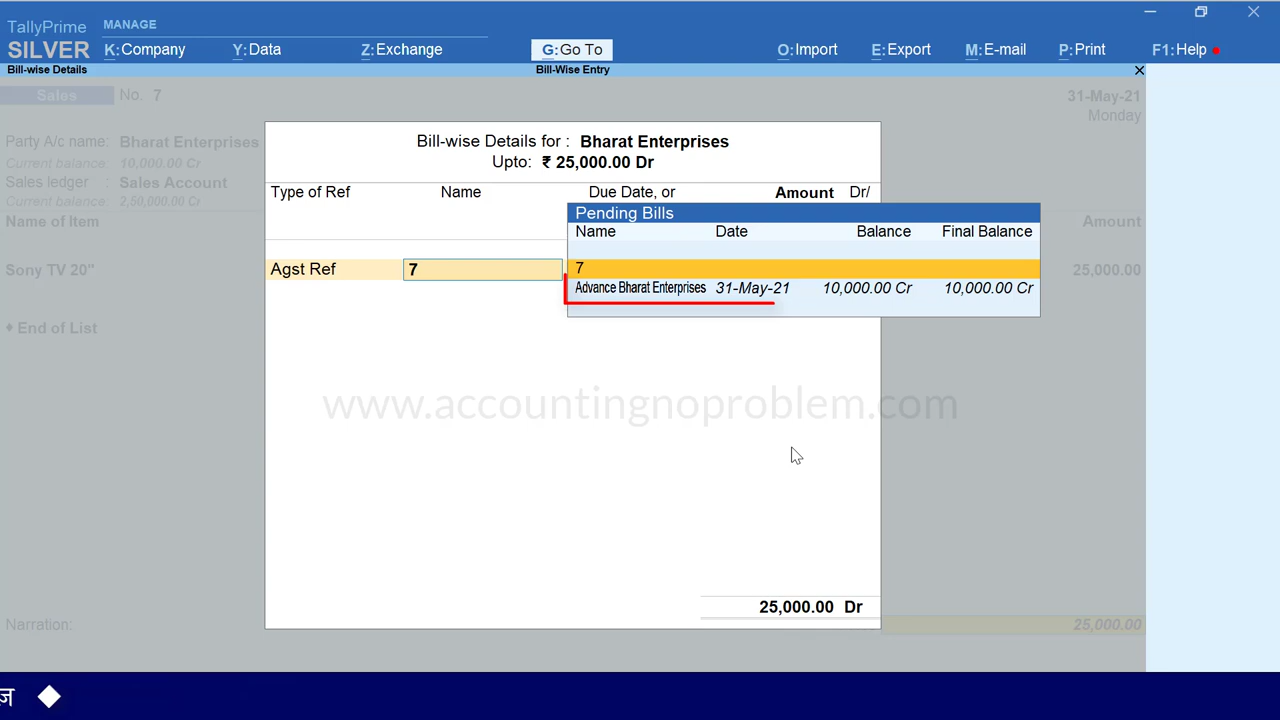 TallyPrime MANAGE
SILVER K:Company Y:Data Z:Exchange G:Go To O:Import E:Export M:E-mail P:Print F1:Help
Bill-wise Details Bill-Wise Entry
Sales No. 7 31-May-21
Monday
Party A/c name: Bharat Enterprises
Current balance: 10,000.00 Cr
Sales ledger : Sales Account
Current balance: 2,50,000.00 Cr
Name of Item Amount
Sony TV 20" 25,000.00
♦ End of List
Bill-wise Details for : Bharat Enterprises
Upto: ₹ 25,000.00 Dr
Type of Ref Name Due Date, or Amount Dr/
Pending Bills
Name Date Balance Final Balance
Agst Ref 7 7
Advance Bharat Enterprises 31-May-21 10,000.00 Cr 10,000.00 Cr
www.accountingnoproblem.com
25,000.00 Dr
Narration: 25,000.00